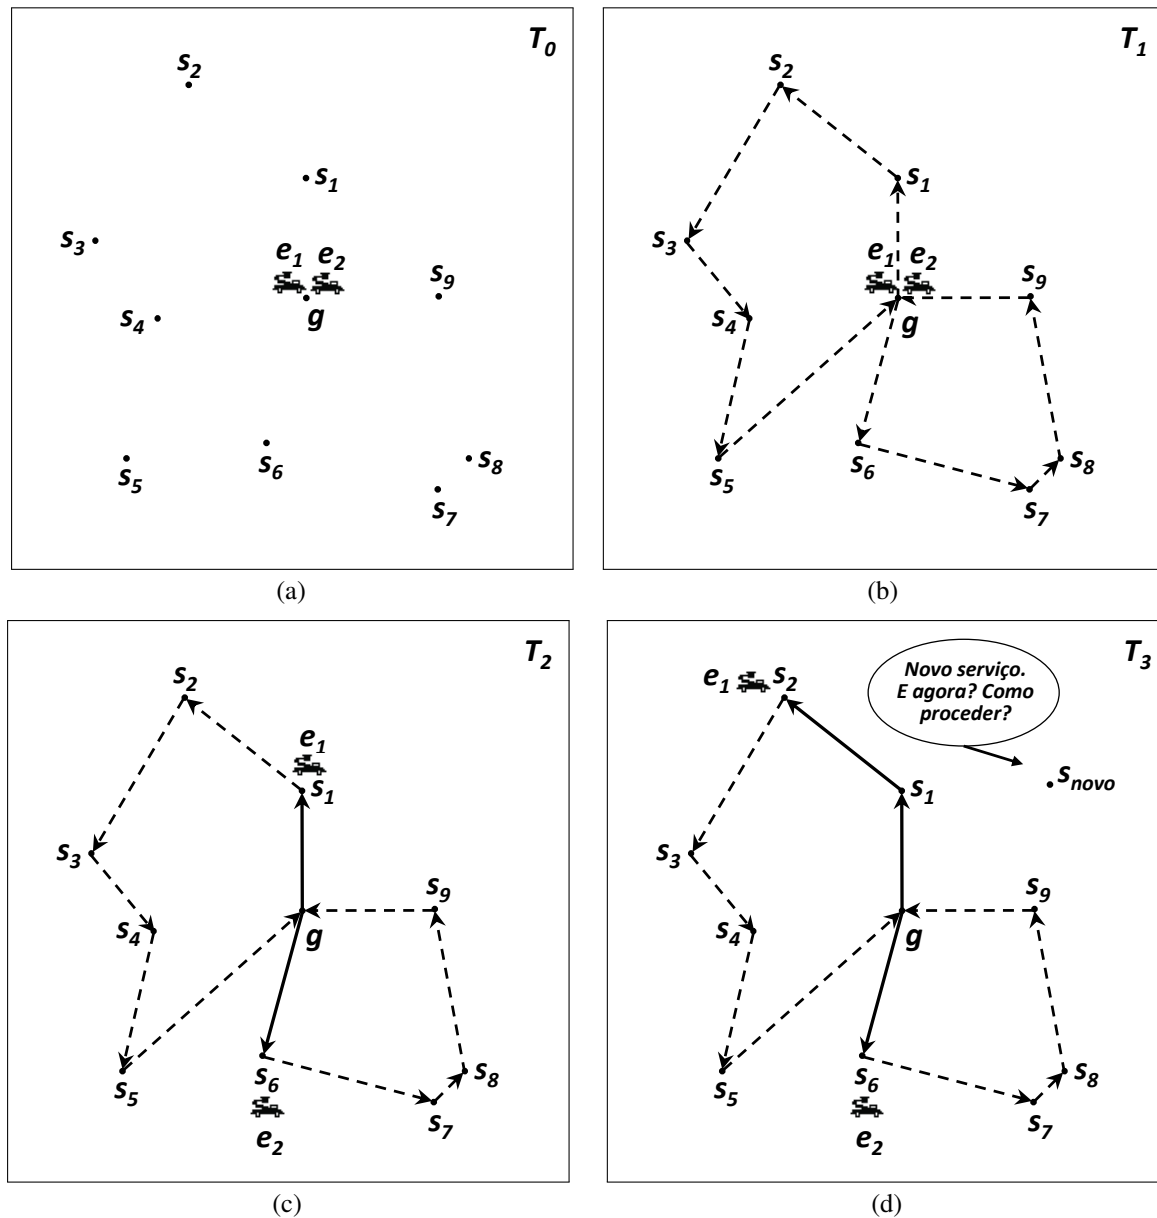 T0
s2
s1
s3
e1 e2
s9
s4
g
s6
s5
s8
s7
(a)
T1
s2
s1
s3
e1 e2
s9
s4
g
s6
s5
s8
s7
(b)
T2
s2
e1
s1
s3
s9
s4
g
s6
s5
s8
s7
e2
(c)
T3
Novo serviço.
E agora? Como
proceder?
e1
s2
snovo
s1
s3
s9
s4
g
s6
s5
s8
s7
e2
(d)